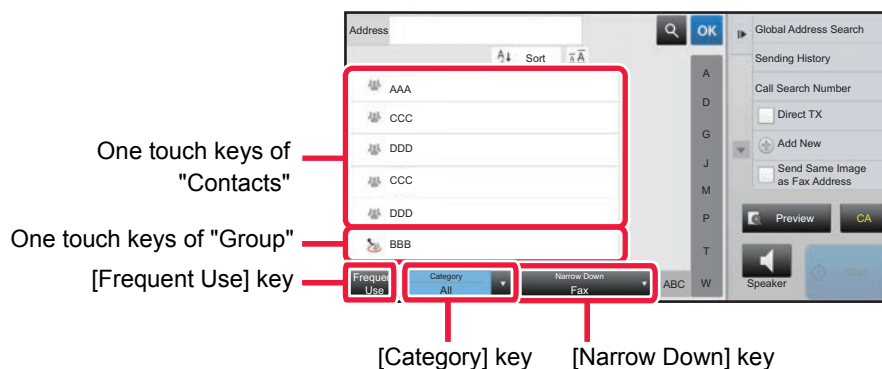 Address
OK
Sort
AAA
CCC
DDD
CCC
DDD
BBB
Frequen
Use
Category
All
Narrow Down
Fax
ABC
A
D
G
J
M
P
T
W
Global Address Search
Sending History
Call Search Number
Direct TX
Add New
Send Same Image
as Fax Address
Preview
CA
Speaker
Start
One touch keys of
"Contacts"
One touch keys of "Group"
[Frequent Use] key
[Category] key
[Narrow Down] key